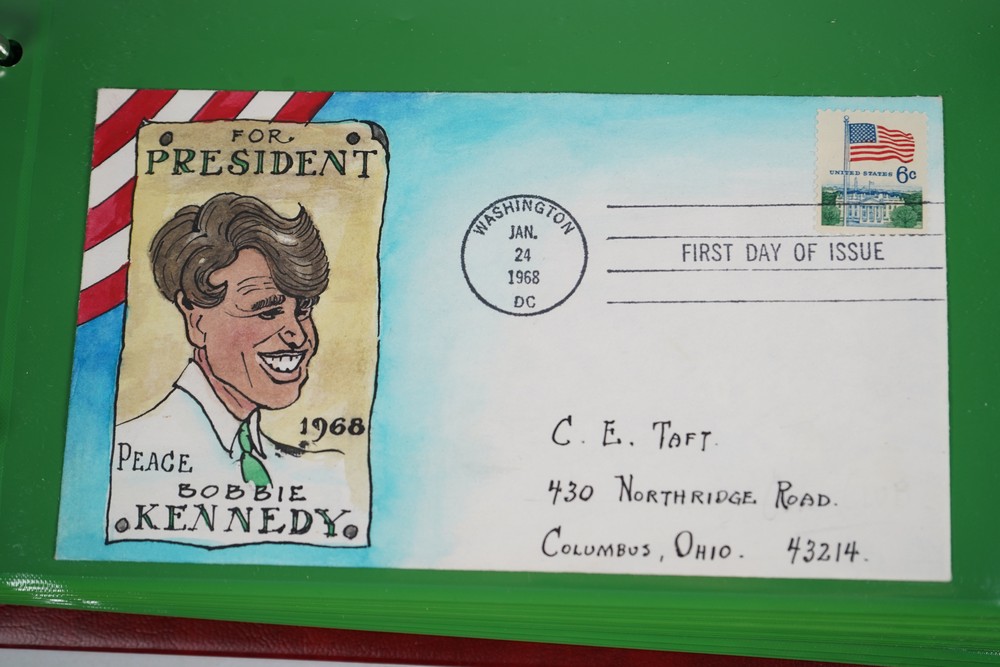 FOR
PRESIDENT
1968
PEACE
BOBBIE
KENNEDY
WASHINGTON
JAN.
24
1968
DC
FIRST DAY OF ISSUE
UNITED STATES 6c
C. E. TAFT.
430 NORTHRIDGE ROAD.
COLUMBUS, OHIO. 43214.